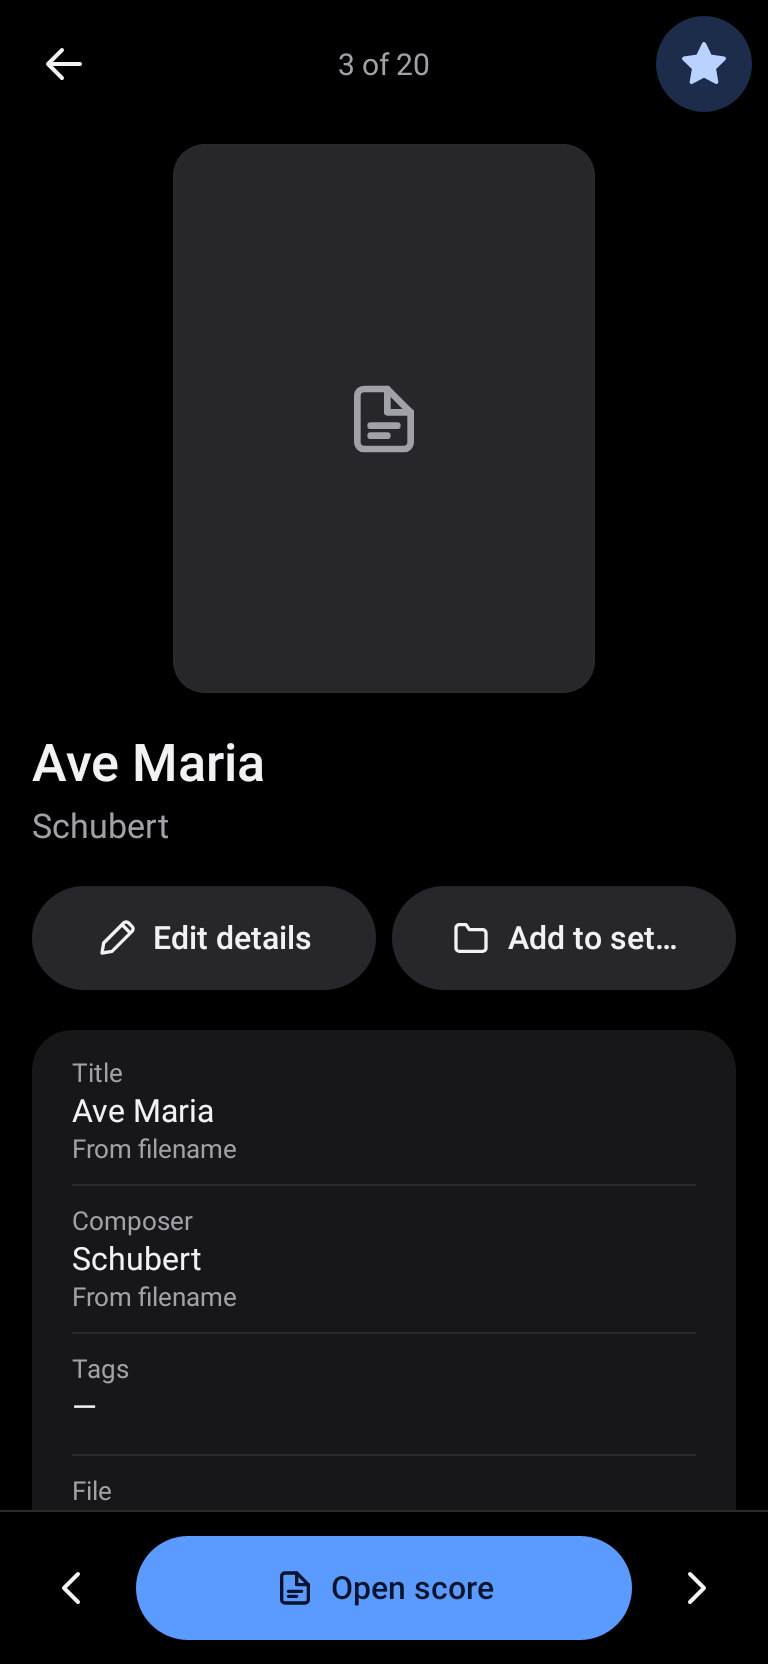 3 of 20
Ave Maria
Schubert
Edit details
Add to set...
Title
Ave Maria
From filename
Composer
Schubert
From filename
Tags
—
File
Open score